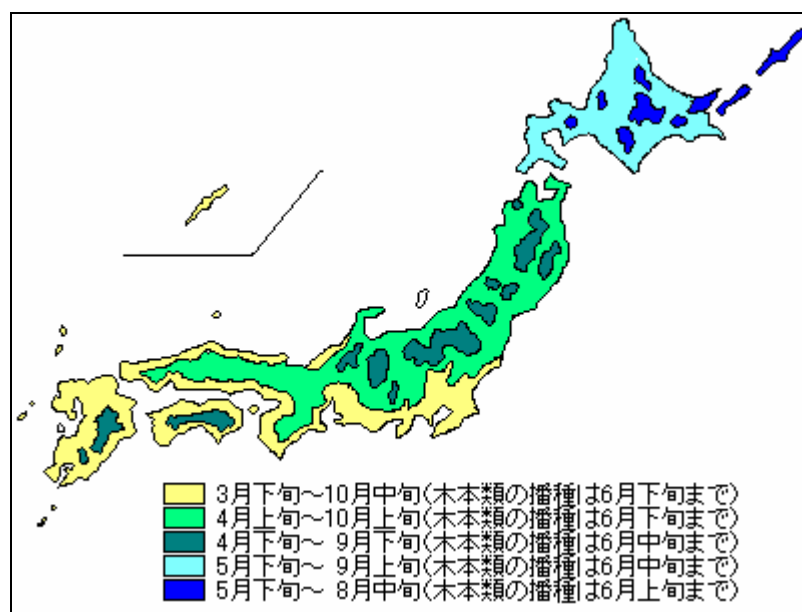 3月下旬～10月中旬(木本類の播種は6月下旬まで)
4月上旬～10月上旬(木本類の播種は6月下旬まで)
4月下旬～ 9月下旬(木本類の播種は6月中旬まで)
5月下旬～ 9月上旬(木本類の播種は6月中旬まで)
5月下旬～ 8月中旬(木本類の播種は6月上旬まで)